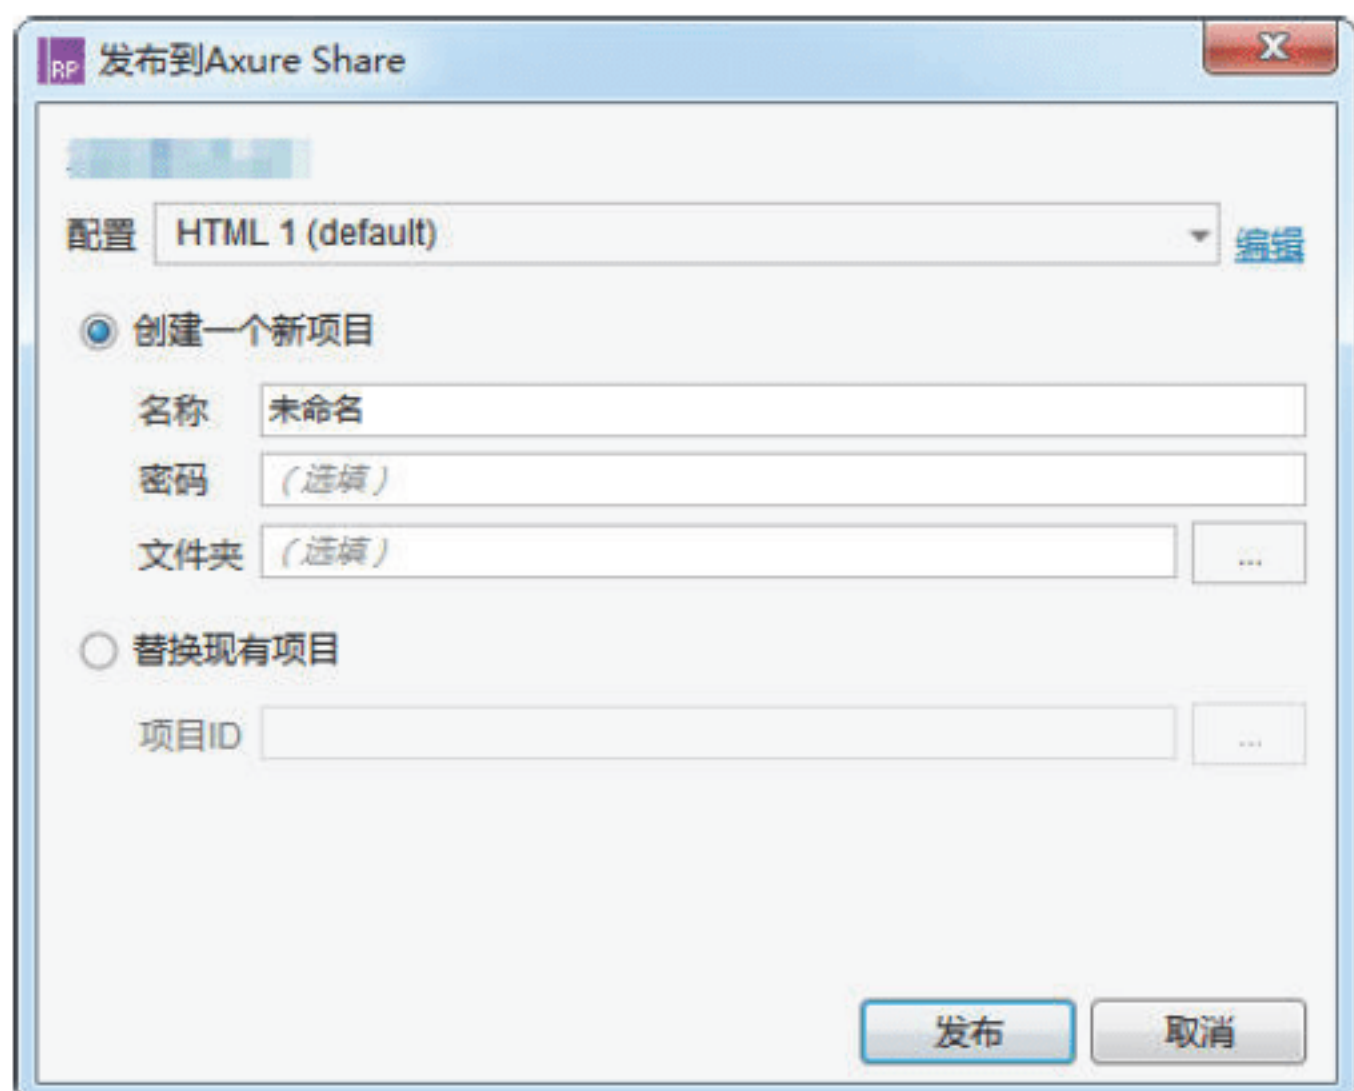 RP 发布到Axure Share
配置 HTML 1 (default) 编辑
创建一个新项目
名称 未命名
密码 （选填）
文件夹 （选填） ...
替换现有项目
项目ID ...
发布 取消